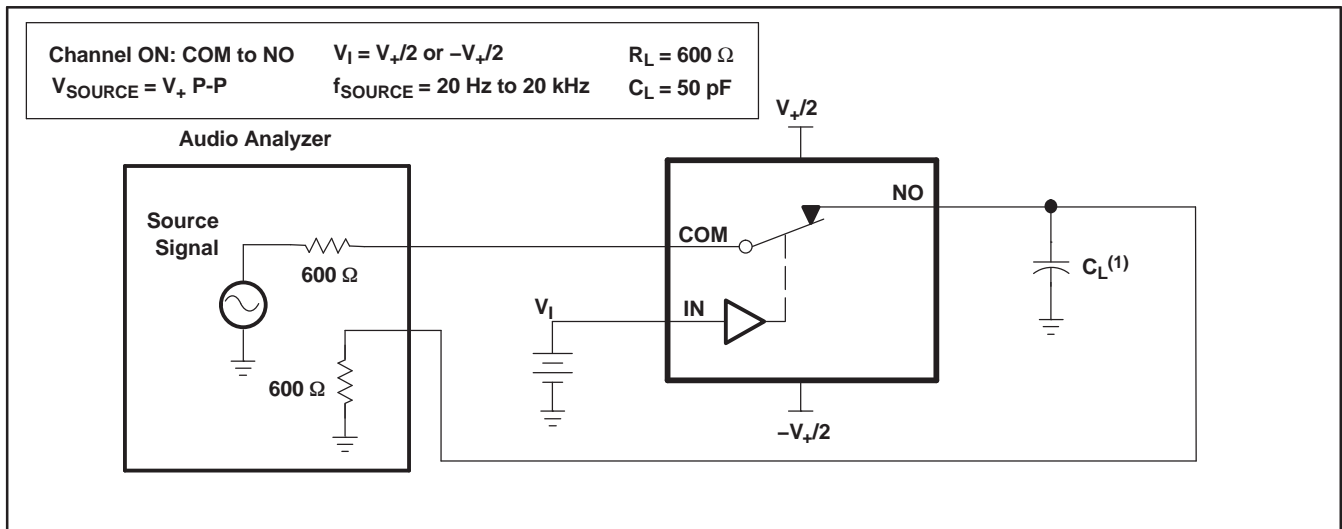 Channel ON: COM to NO V_I = V_+/2 or –V_+/2 R_L = 600 Ω
V_SOURCE = V_+ P-P f_SOURCE = 20 Hz to 20 kHz C_L = 50 pF
V_+/2
Audio Analyzer
NO
Source
Signal
COM
600 Ω
C_L^(1)
V_I
IN
600 Ω
–V_+/2